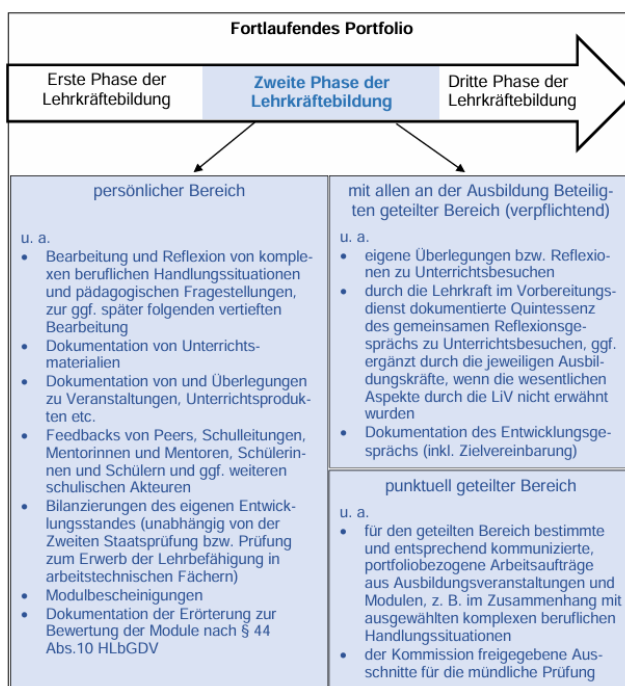 Fortlaufendes Portfolio
Erste Phase der
Lehrkräftebildung
Zweite Phase der
Lehrkräftebildung
Dritte Phase der
Lehrkräftebildung
persönlicher Bereich
u. a.
• Bearbeitung und Reflexion von komple-
xen beruflichen Handlungssituationen
und pädagogischen Fragestellungen,
zur ggf. später folgenden vertieften
Bearbeitung
• Dokumentation von Unterrichts-
materialien
• Dokumentation von und Überlegungen
zu Veranstaltungen, Unterrichtsproduk-
ten etc.
• Feedbacks von Peers, Schulleitungen,
Mentorinnen und Mentoren, Schülerin-
nen und Schülern und ggf. weiteren
schulischen Akteuren
• Bilanzierungen des eigenen Entwick-
lungsstandes (unabhängig von der
Zweiten Staatsprüfung bzw. Prüfung
zum Erwerb der Lehrbefähigung in
arbeitstechnischen Fächern)
• Modulbescheinigungen
• Dokumentation der Erörterung zur
Bewertung der Module nach § 44
Abs.10 HLbGDV
mit allen an der Ausbildung Beteilig-
ten geteilter Bereich (verpflichtend)
u. a.
• eigene Überlegungen bzw. Reflexio-
nen zu Unterrichtsbesuchen
• durch die Lehrkraft im Vorbereitungs-
dienst dokumentierte Quintessenz
des gemeinsamen Reflexionsge-
sprächs zu Unterrichtsbesuchen, ggf.
ergänzt durch die jeweiligen Ausbil-
dungskräfte, wenn die wesentlichen
Aspekte durch die LiV nicht erwähnt
wurden
• Dokumentation des Entwicklungsge-
sprächs (inkl. Zielvereinbarung)
punktuell geteilter Bereich
u. a.
• für den geteilten Bereich bestimmte
und entsprechend kommunizierte,
portfoliobezogene Arbeitsaufträge
aus Ausbildungsveranstaltungen und
Modulen, z. B. im Zusammenhang mit
ausgewählten komplexen beruflichen
Handlungssituationen
• der Kommission freigegebene Aus-
schnitte für die mündliche Prüfung